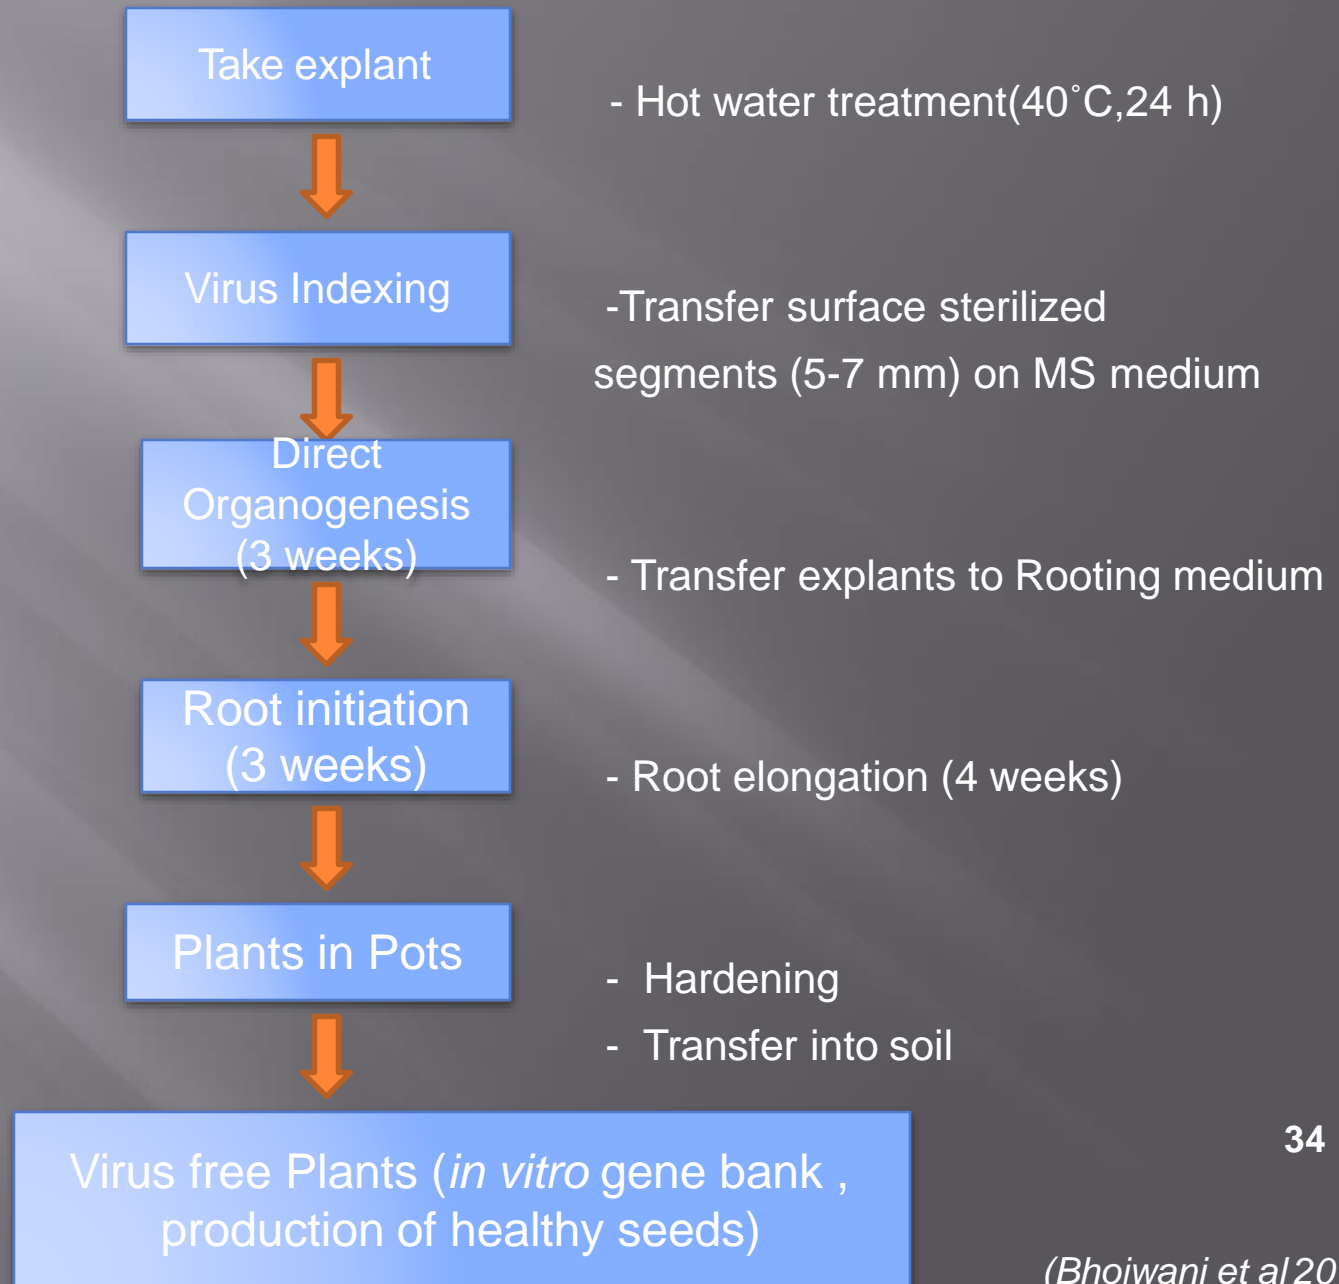 Take explant
- Hot water treatment(40˚C,24 h)
Virus Indexing
-Transfer surface sterilized
segments (5-7 mm) on MS medium
Direct
Organogenesis
(3 weeks)
- Transfer explants to Rooting medium
Root initiation
(3 weeks)
- Root elongation (4 weeks)
Plants in Pots
- Hardening
- Transfer into soil
34
Virus free Plants (in vitro gene bank ,
production of healthy seeds)
(Bhojwani et al 20